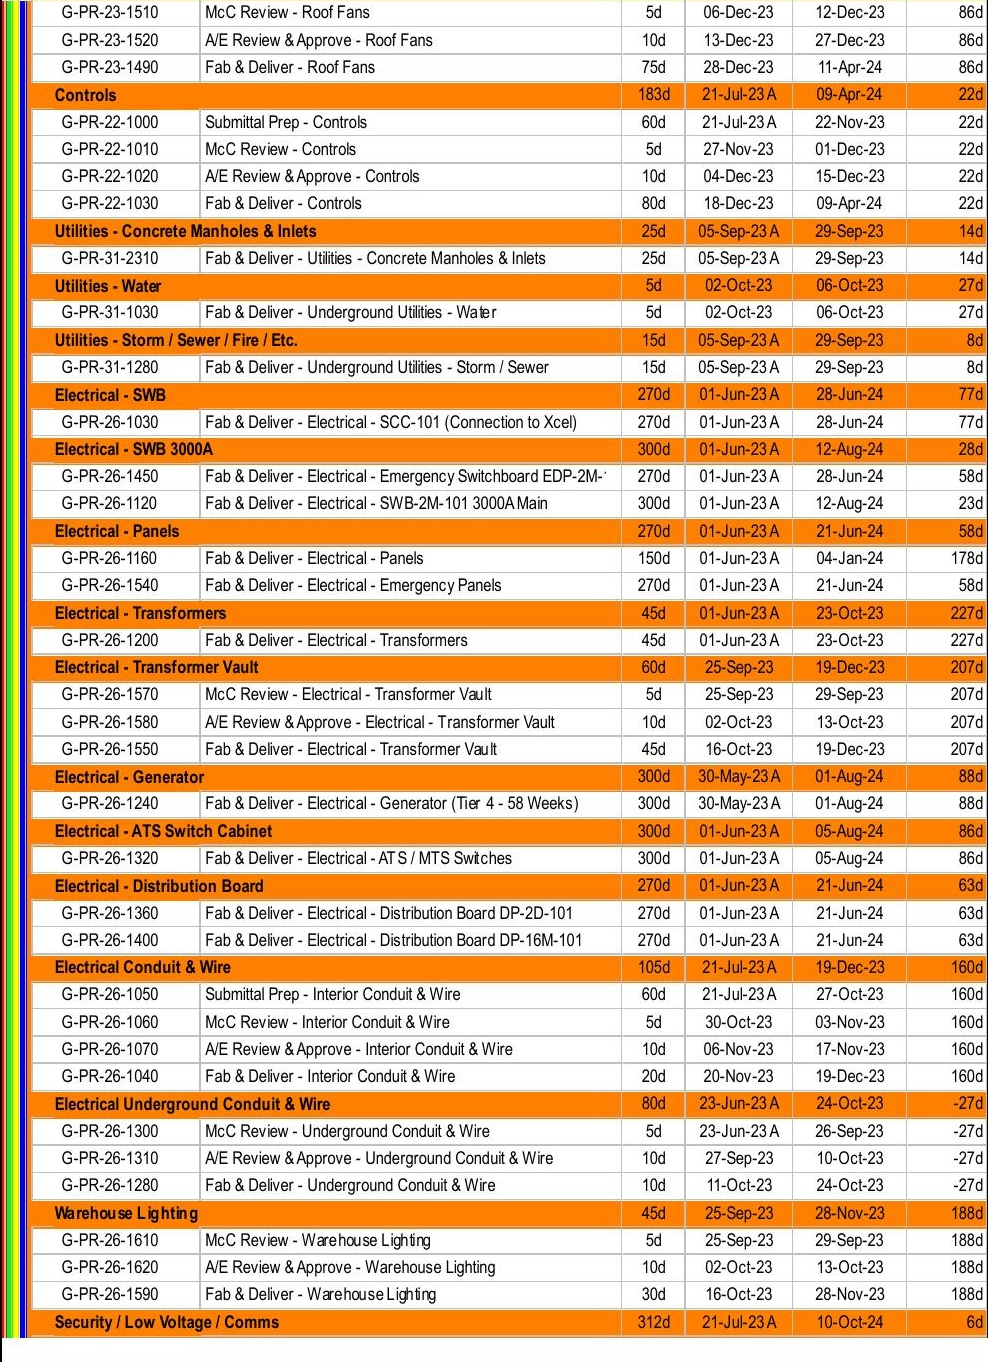 G-PR-23-1510 McC Review - Roof Fans 5d 06-Dec-23 12-Dec-23 86d
G-PR-23-1520 A/E Review & Approve - Roof Fans 10d 13-Dec-23 27-Dec-23 86d
G-PR-23-1490 Fab & Deliver - Roof Fans 75d 28-Dec-23 11-Apr-24 86d
Controls 183d 21-Jul-23 A 09-Apr-24 22d
G-PR-22-1000 Submittal Prep - Controls 60d 21-Jul-23 A 22-Nov-23 22d
G-PR-22-1010 McC Review - Controls 5d 27-Nov-23 01-Dec-23 22d
G-PR-22-1020 A/E Review & Approve - Controls 10d 04-Dec-23 15-Dec-23 22d
G-PR-22-1030 Fab & Deliver - Controls 80d 18-Dec-23 09-Apr-24 22d
Utilities - Concrete Manholes & Inlets 25d 05-Sep-23 A 29-Sep-23 14d
G-PR-31-2310 Fab & Deliver - Utilities - Concrete Manholes & Inlets 25d 05-Sep-23 A 29-Sep-23 14d
Utilities - Water 5d 02-Oct-23 06-Oct-23 27d
G-PR-31-1030 Fab & Deliver - Underground Utilities - Water 5d 02-Oct-23 06-Oct-23 27d
Utilities - Storm / Sewer / Fire / Etc. 15d 05-Sep-23 A 29-Sep-23 8d
G-PR-31-1280 Fab & Deliver - Underground Utilities - Storm / Sewer 15d 05-Sep-23 A 29-Sep-23 8d
Electrical - SWB 270d 01-Jun-23 A 28-Jun-24 77d
G-PR-26-1030 Fab & Deliver - Electrical - SCC-101 (Connection to Xcel) 270d 01-Jun-23 A 28-Jun-24 77d
Electrical - SWB 3000A 300d 01-Jun-23 A 12-Aug-24 28d
G-PR-26-1450 Fab & Deliver - Electrical - Emergency Switchboard EDP-2M- 270d 01-Jun-23 A 28-Jun-24 58d
G-PR-26-1120 Fab & Deliver - Electrical - SWB-2M-101 3000A Main 300d 01-Jun-23 A 12-Aug-24 23d
Electrical - Panels 270d 01-Jun-23 A 21-Jun-24 58d
G-PR-26-1160 Fab & Deliver - Electrical - Panels 150d 01-Jun-23 A 04-Jan-24 178d
G-PR-26-1540 Fab & Deliver - Electrical - Emergency Panels 270d 01-Jun-23 A 21-Jun-24 58d
Electrical - Transformers 45d 01-Jun-23 A 23-Oct-23 227d
G-PR-26-1200 Fab & Deliver - Electrical - Transformers 45d 01-Jun-23 A 23-Oct-23 227d
Electrical - Transformer Vault 60d 25-Sep-23 19-Dec-23 207d
G-PR-26-1570 McC Review - Electrical - Transformer Vault 5d 25-Sep-23 29-Sep-23 207d
G-PR-26-1580 A/E Review & Approve - Electrical - Transformer Vault 10d 02-Oct-23 13-Oct-23 207d
G-PR-26-1550 Fab & Deliver - Electrical - Transformer Vault 45d 16-Oct-23 19-Dec-23 207d
Electrical - Generator 300d 30-May-23 A 01-Aug-24 88d
G-PR-26-1240 Fab & Deliver - Electrical - Generator (Tier 4 - 58 Weeks) 300d 30-May-23 A 01-Aug-24 88d
Electrical - ATS Switch Cabinet 300d 01-Jun-23 A 05-Aug-24 86d
G-PR-26-1320 Fab & Deliver - Electrical - ATS / MTS Switches 300d 01-Jun-23 A 05-Aug-24 86d
Electrical - Distribution Board 270d 01-Jun-23 A 21-Jun-24 63d
G-PR-26-1360 Fab & Deliver - Electrical - Distribution Board DP-2D-101 270d 01-Jun-23 A 21-Jun-24 63d
G-PR-26-1400 Fab & Deliver - Electrical - Distribution Board DP-16M-101 270d 01-Jun-23 A 21-Jun-24 63d
Electrical Conduit & Wire 105d 21-Jul-23 A 19-Dec-23 160d
G-PR-26-1050 Submittal Prep - Interior Conduit & Wire 60d 21-Jul-23 A 27-Oct-23 160d
G-PR-26-1060 McC Review - Interior Conduit & Wire 5d 30-Oct-23 03-Nov-23 160d
G-PR-26-1070 A/E Review & Approve - Interior Conduit & Wire 10d 06-Nov-23 17-Nov-23 160d
G-PR-26-1040 Fab & Deliver - Interior Conduit & Wire 20d 20-Nov-23 19-Dec-23 160d
Electrical Underground Conduit & Wire 80d 23-Jun-23 A 24-Oct-23 -27d
G-PR-26-1300 McC Review - Underground Conduit & Wire 5d 23-Jun-23 A 26-Sep-23 -27d
G-PR-26-1310 A/E Review & Approve - Underground Conduit & Wire 10d 27-Sep-23 10-Oct-23 -27d
G-PR-26-1280 Fab & Deliver - Underground Conduit & Wire 10d 11-Oct-23 24-Oct-23 -27d
Warehouse Lighting 45d 25-Sep-23 28-Nov-23 188d
G-PR-26-1610 McC Review - Warehouse Lighting 5d 25-Sep-23 29-Sep-23 188d
G-PR-26-1620 A/E Review & Approve - Warehouse Lighting 10d 02-Oct-23 13-Oct-23 188d
G-PR-26-1590 Fab & Deliver - Warehouse Lighting 30d 16-Oct-23 28-Nov-23 188d
Security / Low Voltage / Comms 312d 21-Jul-23 A 10-Oct-24 6d